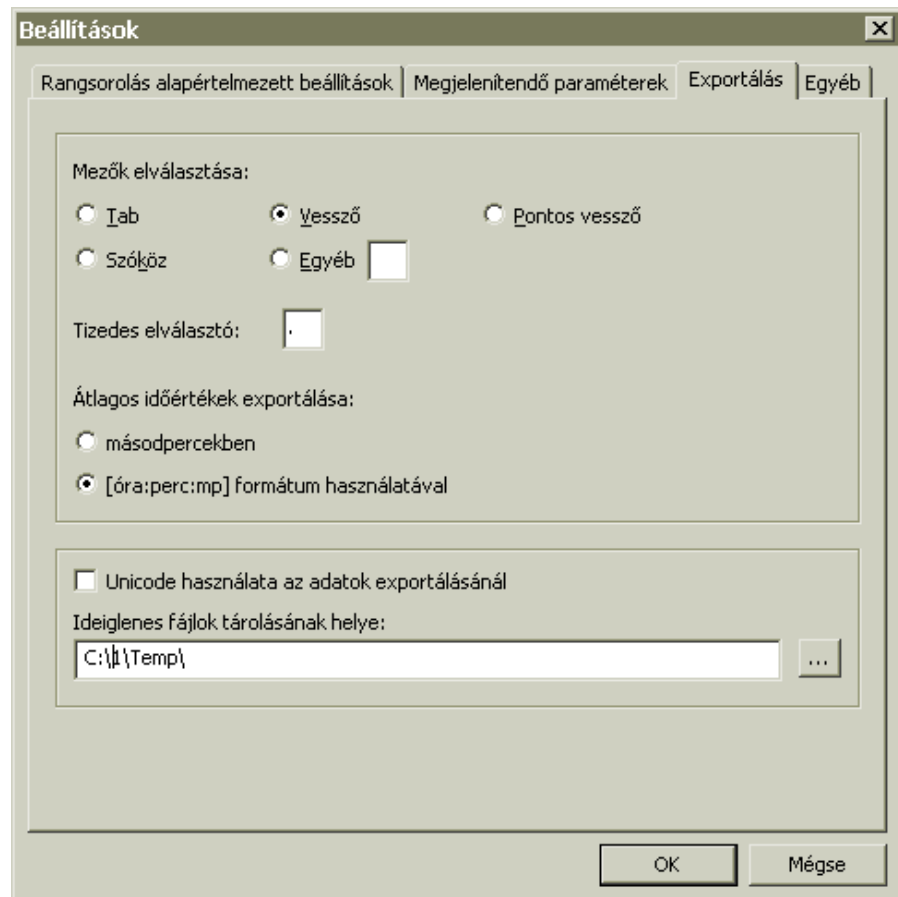 Beállítások
Rangsorolás alapértelmezett beállítások Megjelenítendő paraméterek Exportálás Egyéb
Mezők elválasztása:
Tab Vessző Pontos vessző
Szóköz Egyéb
Tizedes elválasztó: .
Átlagos időértékek exportálása:
másodpercekben
[óra:perc:mp] formátum használatával
Unicode használata az adatok exportálásánál
Ideiglenes fájlok tárolásának helye:
C:\1\Temp\ ...
OK Mégse